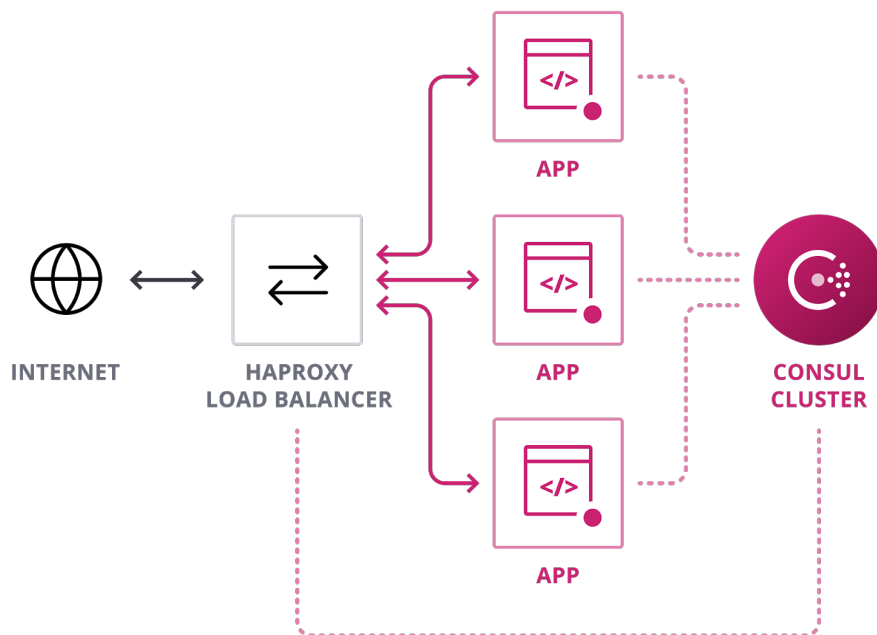 </>
APP
</>
</>
INTERNET
HAPROXY
LOAD BALANCER
APP
CONSUL
CLUSTER
APP